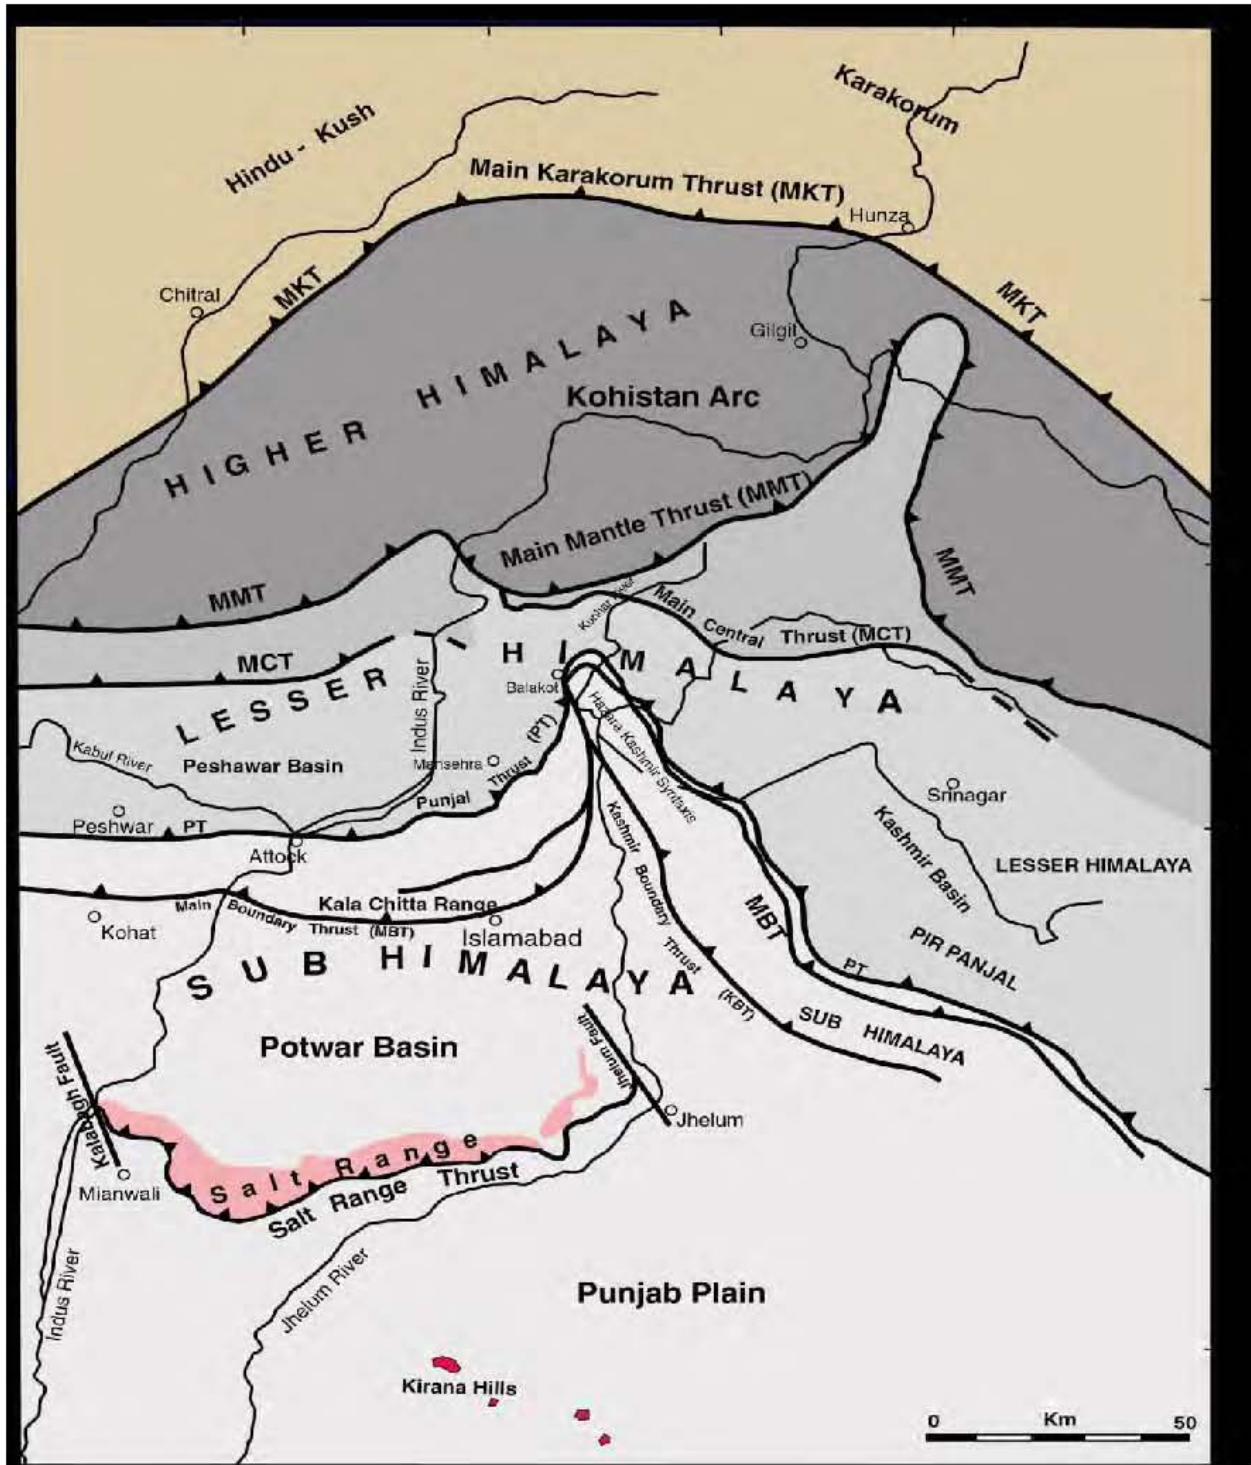 Karakorum
Hindu - Kush
Main Karakorum Thrust (MKT)
Hunza
Chitral
MKT
MKT
Gilgil
HIGHER HIMALAYA
Kohistan Arc
Main Mantle Thrust (MMT)
MMT
MMT
Kunhar River
Main Central Thrust (MCT)
MCT
LESSER HIMALAYA
Balakot
Indus River
Hazara Kashmir Syntaxis
Kabul River
Peshawar Basin
Mansehra
Punjal Thrust (PT)
Srinagar
Peshwar
PT
Attock
Kashmir Boundary Thrust (KBT)
Kashmir Basin
LESSER HIMALAYA
Kala Chitta Range
Main Boundary Thrust (MBT)
MBT
Kohat
Islamabad
PIR PANJAL
PT
SUB HIMALAYA
SUB HIMALAYA
Potwar Basin
Jhelum Fault
Kalabagh Fault
Jhelum
Mianwali
Salt Range
Salt Range Thrust
Indus River
Jhelum River
Punjab Plain
Kirana Hills
0 Km 50